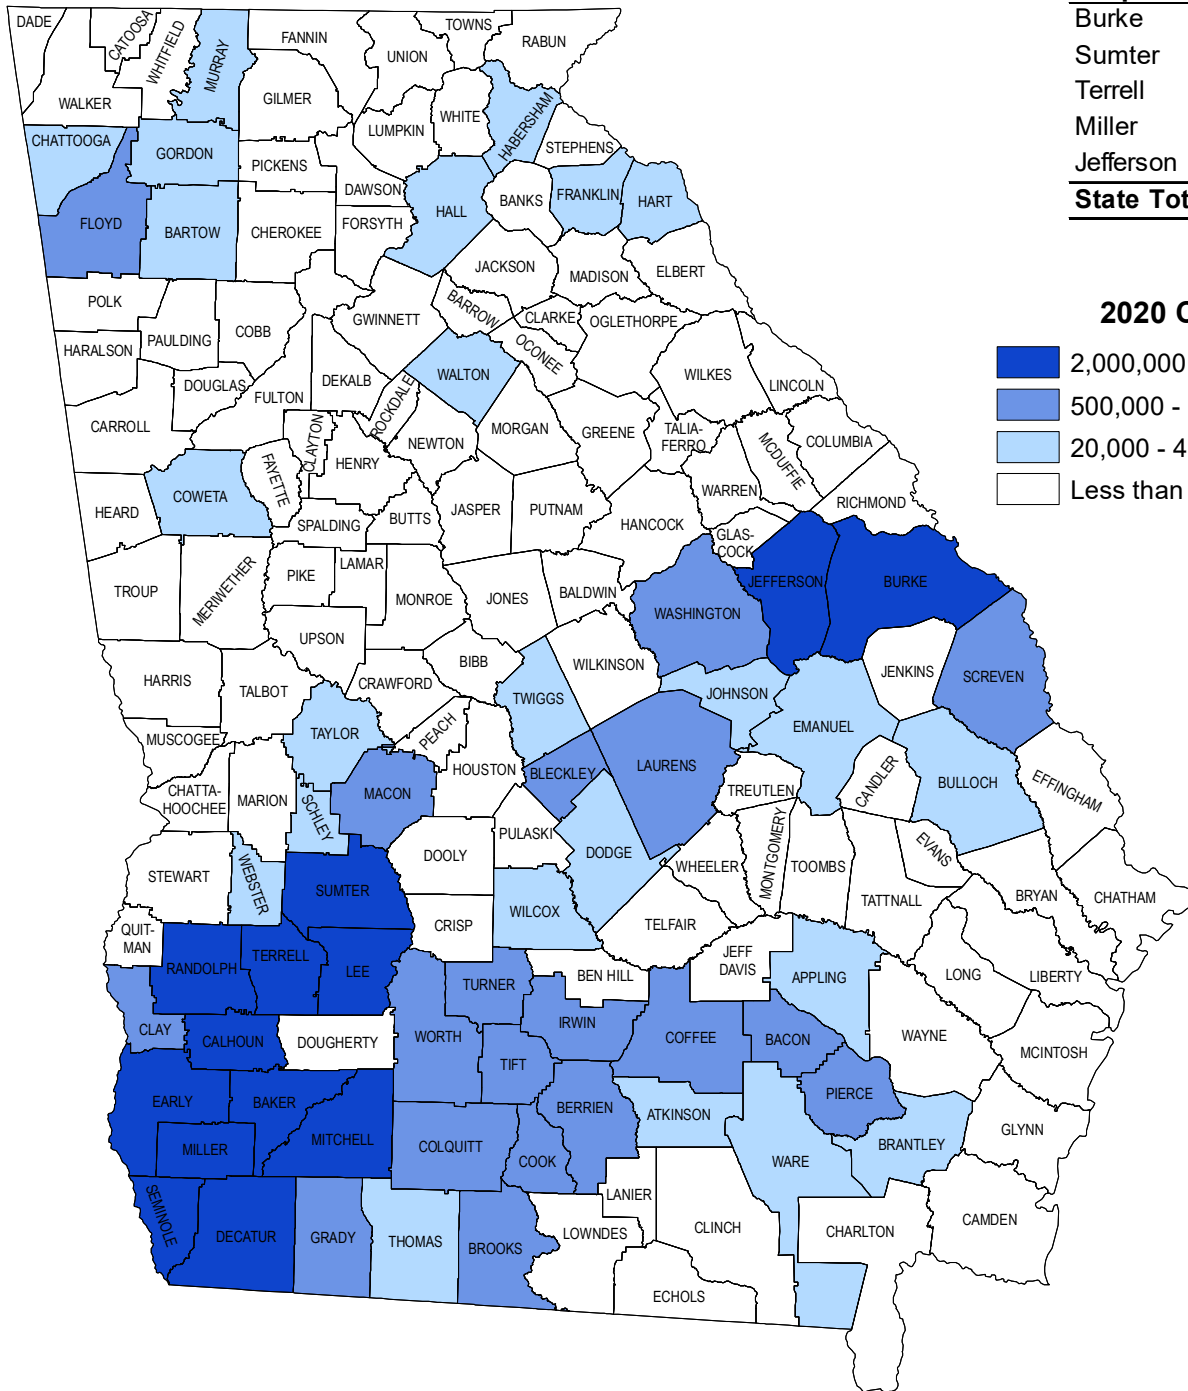 Burke
Sumter
Terrell
Miller
Jefferson
State Tot
2020 C
2,000,000
500,000 -
20,000 - 4
Less than
DADE
CATOOSA
WHITFIELD
MURRAY
FANNIN
UNION
TOWNS
RABUN
WALKER
GILMER
LUMPKIN
WHITE
HABERSHAM
STEPHENS
CHATTOOGA
GORDON
PICKENS
DAWSON
HALL
BANKS
FRANKLIN
HART
FLOYD
BARTOW
CHEROKEE
FORSYTH
JACKSON
MADISON
ELBERT
POLK
PAULDING
COBB
GWINNETT
BARROW
CLARKE
OGLETHORPE
OCONEE
HARALSON
DOUGLAS
FULTON
DEKALB
ROCKDALE
WALTON
WILKES
LINCOLN
CARROLL
CLAYTON
HENRY
NEWTON
MORGAN
GREENE
TALIA-
FERRO
MCDUFFIE
COLUMBIA
HEARD
COWETA
FAYETTE
SPALDING
BUTTS
JASPER
PUTNAM
HANCOCK
WARREN
GLAS-
COCK
RICHMOND
TROUP
MERIWETHER
PIKE
LAMAR
MONROE
JONES
BALDWIN
WASHINGTON
JEFFERSON
BURKE
UPSON
BIBB
WILKINSON
JENKINS
SCREVEN
HARRIS
TALBOT
CRAWFORD
TWIGGS
JOHNSON
EMANUEL
MUSCOGEE
TAYLOR
PEACH
HOUSTON
BLECKLEY
LAURENS
TREUTLEN
CANDLER
BULLOCH
EFFINGHAM
CHATTA-
HOOCHEE
MARION
SCHLEY
MACON
PULASKI
DODGE
WHEELER
MONTGOMERY
TOOMBS
EVANS
STEWART
WEBSTER
SUMTER
DOOLY
WILCOX
TELFAIR
TATTNALL
BRYAN
CHATHAM
QUIT-
MAN
RANDOLPH
TERRELL
LEE
CRISP
TURNER
BEN HILL
JEFF
DAVIS
APPLING
LONG
LIBERTY
CLAY
CALHOUN
DOUGHERTY
WORTH
TIFT
IRWIN
COFFEE
BACON
WAYNE
MCINTOSH
EARLY
BAKER
MILLER
MITCHELL
COLQUITT
COOK
BERRIEN
ATKINSON
PIERCE
BRANTLEY
GLYNN
SEMINOLE
DECATUR
GRADY
THOMAS
BROOKS
LOWNDES
LANIER
CLINCH
WARE
CHARLTON
CAMDEN
ECHOLS